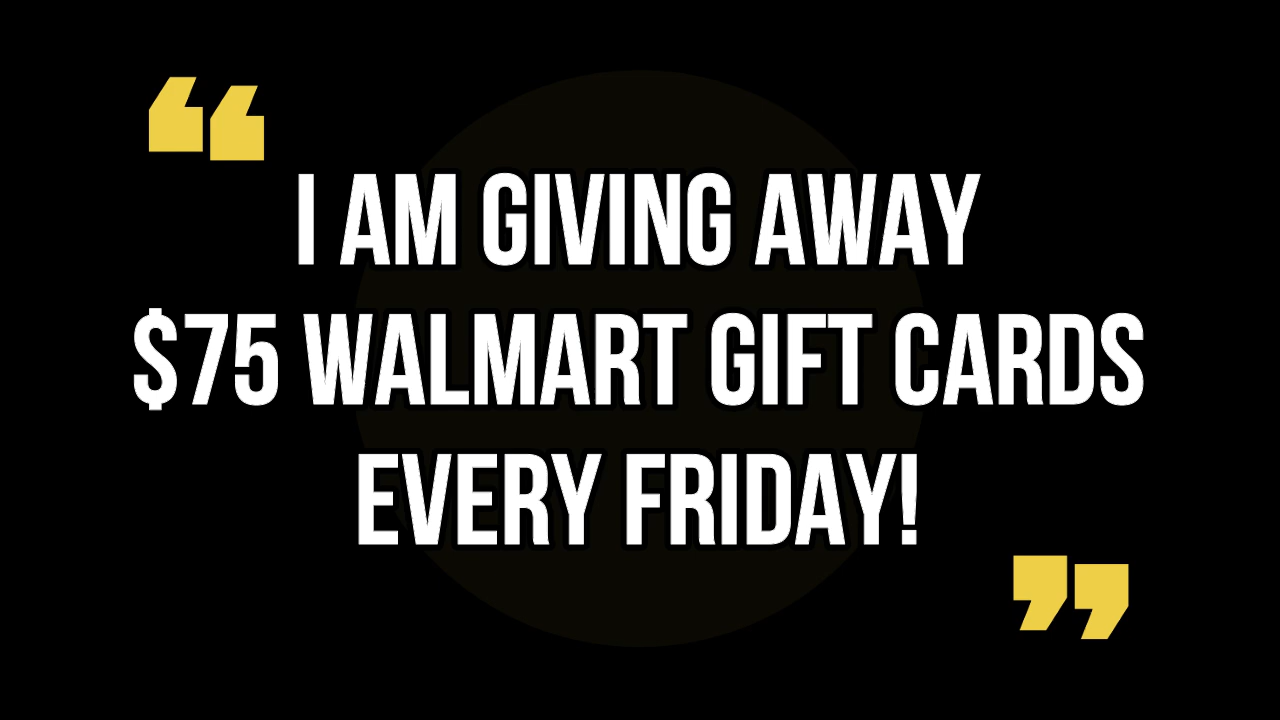 “
I AM GIVING AWAY
$75 WALMART GIFT CARDS
EVERY FRIDAY!
”